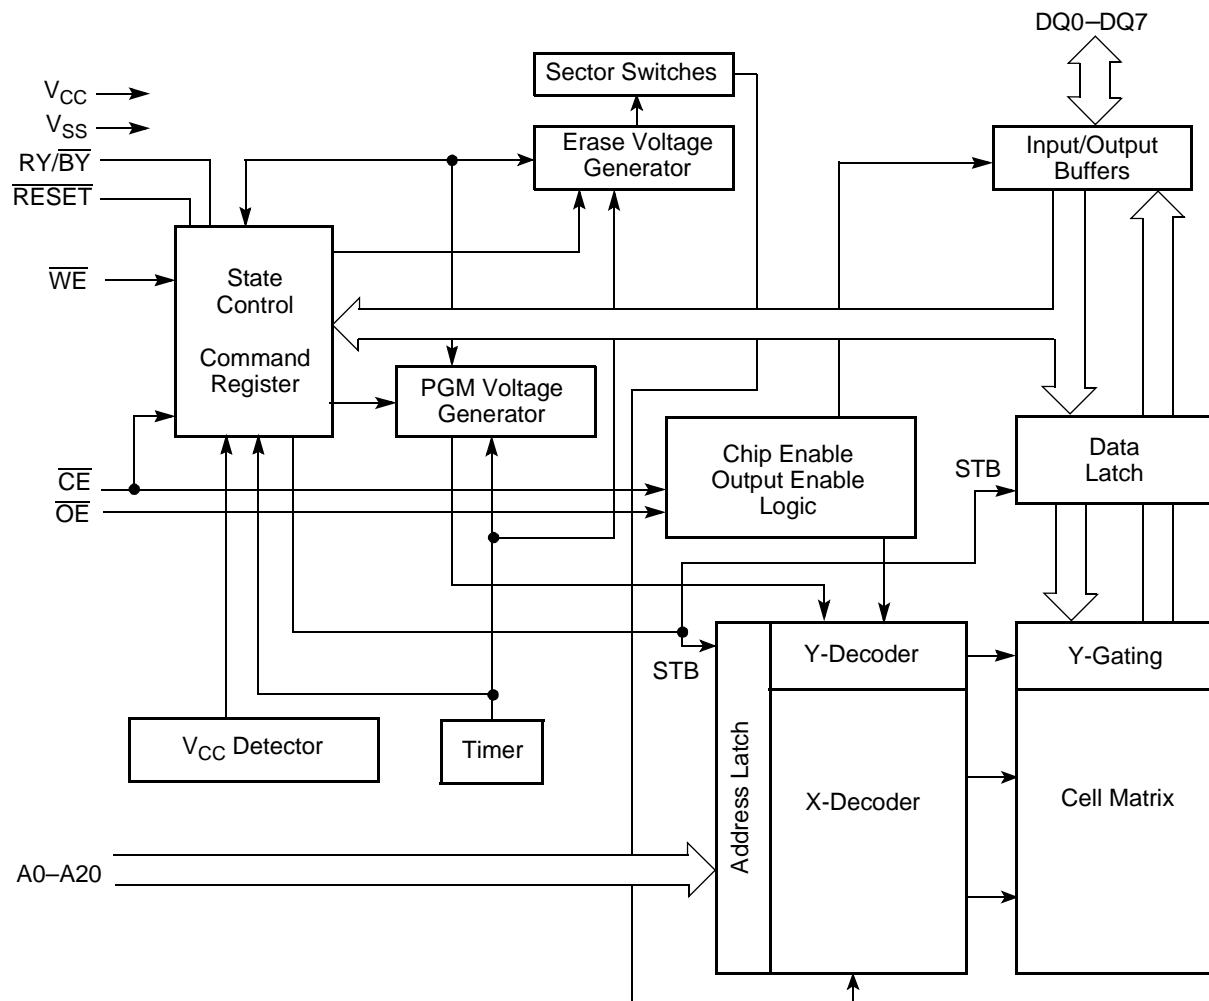 DQ0–DQ7
Sector Switches
VCC
VSS
RY/BY
RESET
Erase Voltage
Generator
Input/Output
Buffers
WE
State
Control
Command
Register
PGM Voltage
Generator
Chip Enable
Output Enable
Logic
STB
Data
Latch
CE
OE
STB
Y-Decoder
Y-Gating
VCC Detector
Timer
Address Latch
X-Decoder
Cell Matrix
A0–A20